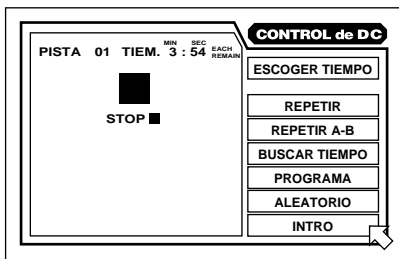 CONTROL de DC
PISTA 01 TIEM. MIN 3 : SEC 54 EACH REMAIN
STOP
ESCOGER TIEMPO
REPETIR
REPETIR A-B
BUSCAR TIEMPO
PROGRAMA
ALEATORIO
INTRO